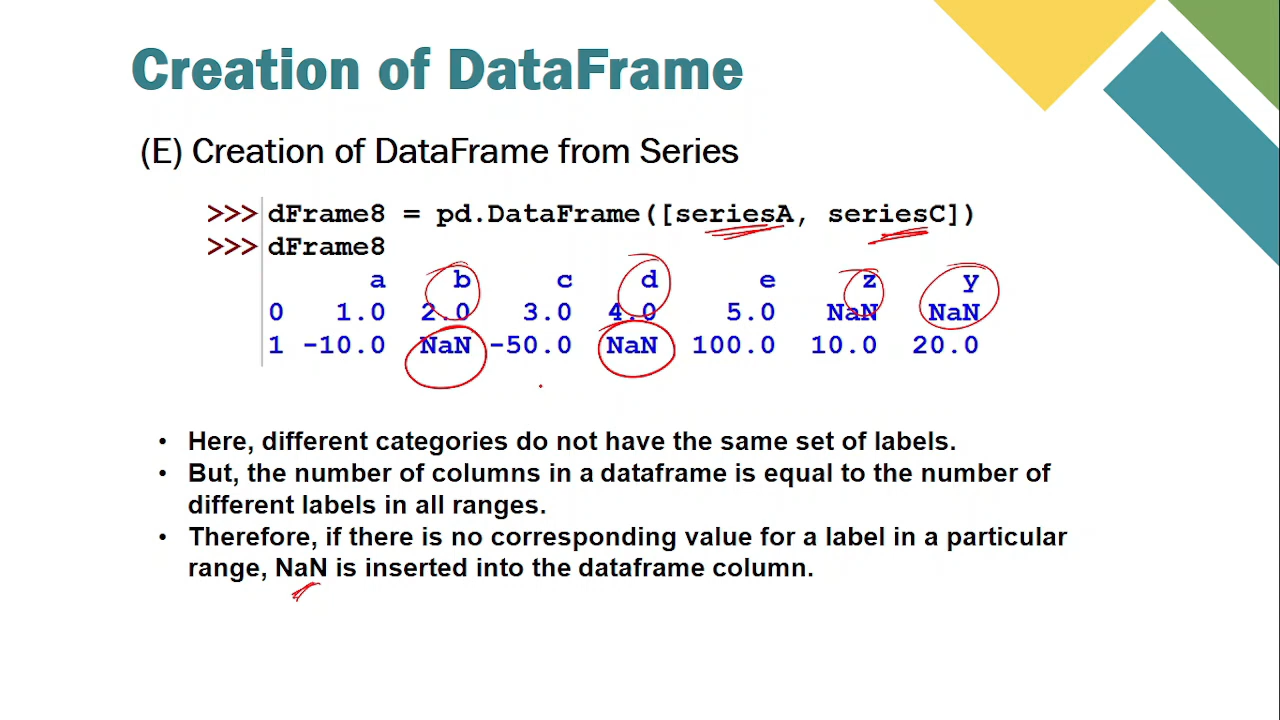 Creation of DataFrame
(E) Creation of DataFrame from Series
>>> dFrame8 = pd.DataFrame([seriesA, seriesC])
>>> dFrame8
a b c d e z y
0 1.0 2.0 3.0 4.0 5.0 NaN NaN
1 -10.0 NaN -50.0 NaN 100.0 10.0 20.0
• Here, different categories do not have the same set of labels.
• But, the number of columns in a dataframe is equal to the number of
different labels in all ranges.
• Therefore, if there is no corresponding value for a label in a particular
range, NaN is inserted into the dataframe column.